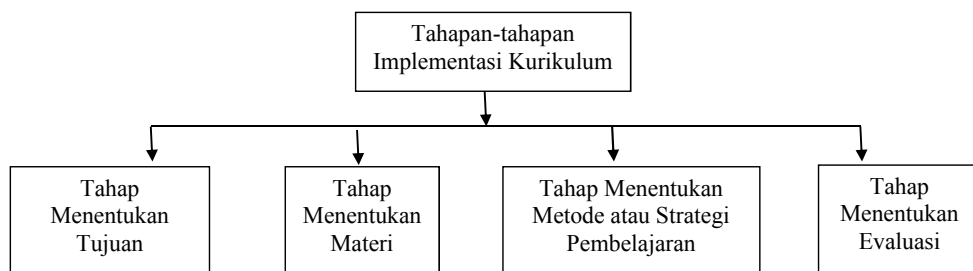 Tahapan-tahapan
Implementasi Kurikulum
Tahap
Menentukan
Tujuan
Tahap
Menentukan
Materi
Tahap Menentukan
Metode atau Strategi
Pembelajaran
Tahap
Menentukan
Evaluasi